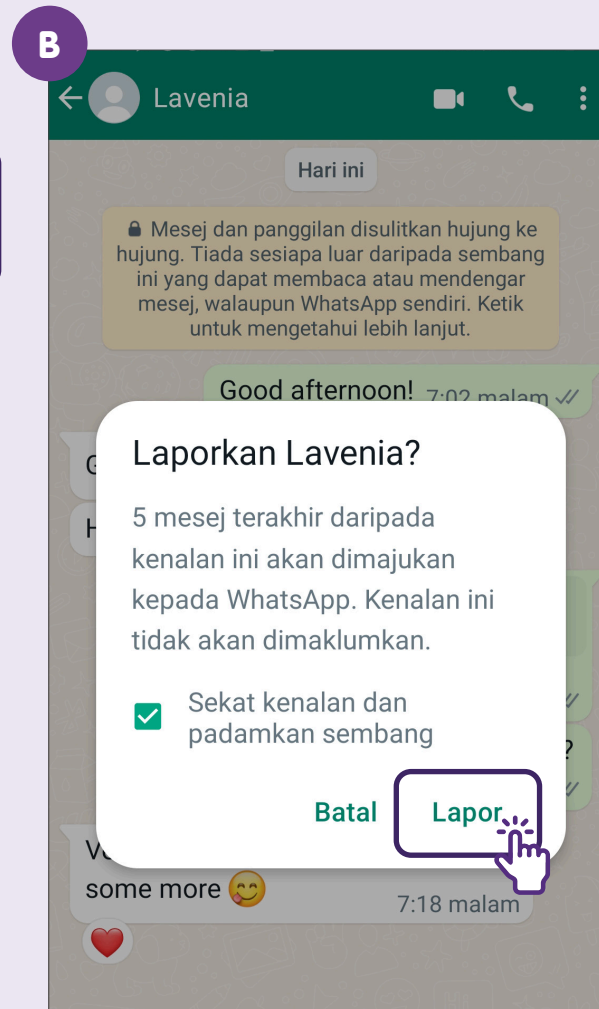 B
Lavenia
Hari ini
Mesej dan panggilan disulitkan hujung ke
hujung. Tiada sesiapa luar daripada sembang
ini yang dapat membaca atau mendengar
mesej, walaupun WhatsApp sendiri. Ketik
untuk mengetahui lebih lanjut.
Good afternoon! 7:02 malam
Laporkan Lavenia?
5 mesej terakhir daripada
kenalan ini akan dimajukan
kepada WhatsApp. Kenalan ini
tidak akan dimaklumkan.
Sekat kenalan dan
padamkan sembang
?
Batal Lapor
some more
7:18 malam